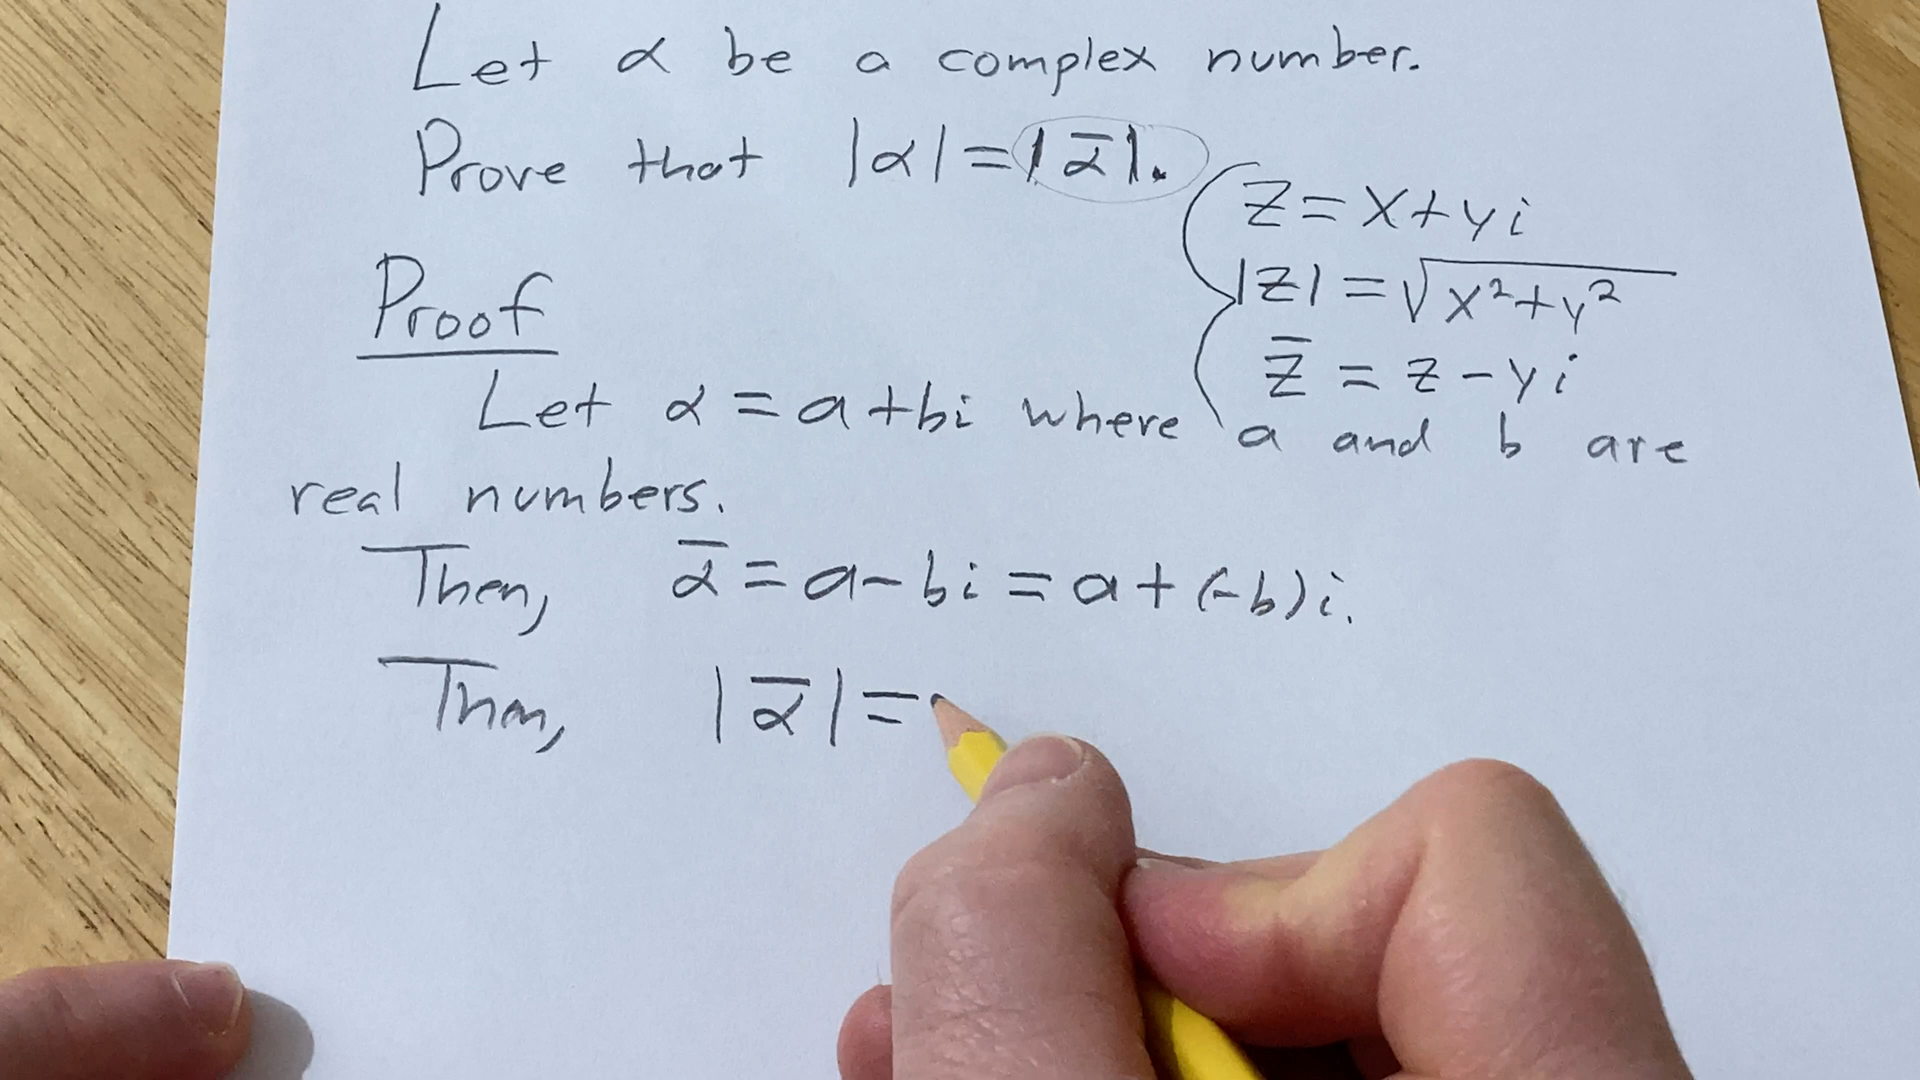 Let α be a complex number.
Prove that |α| = |ᾱ|.
z = x + yi
|z| = √(x² + y²)
z̄ = z - yi
Proof
Let α = a + bi where a and b are
real numbers.
Then, ᾱ = a - bi = a + (-b)i.
Then, |ᾱ| =